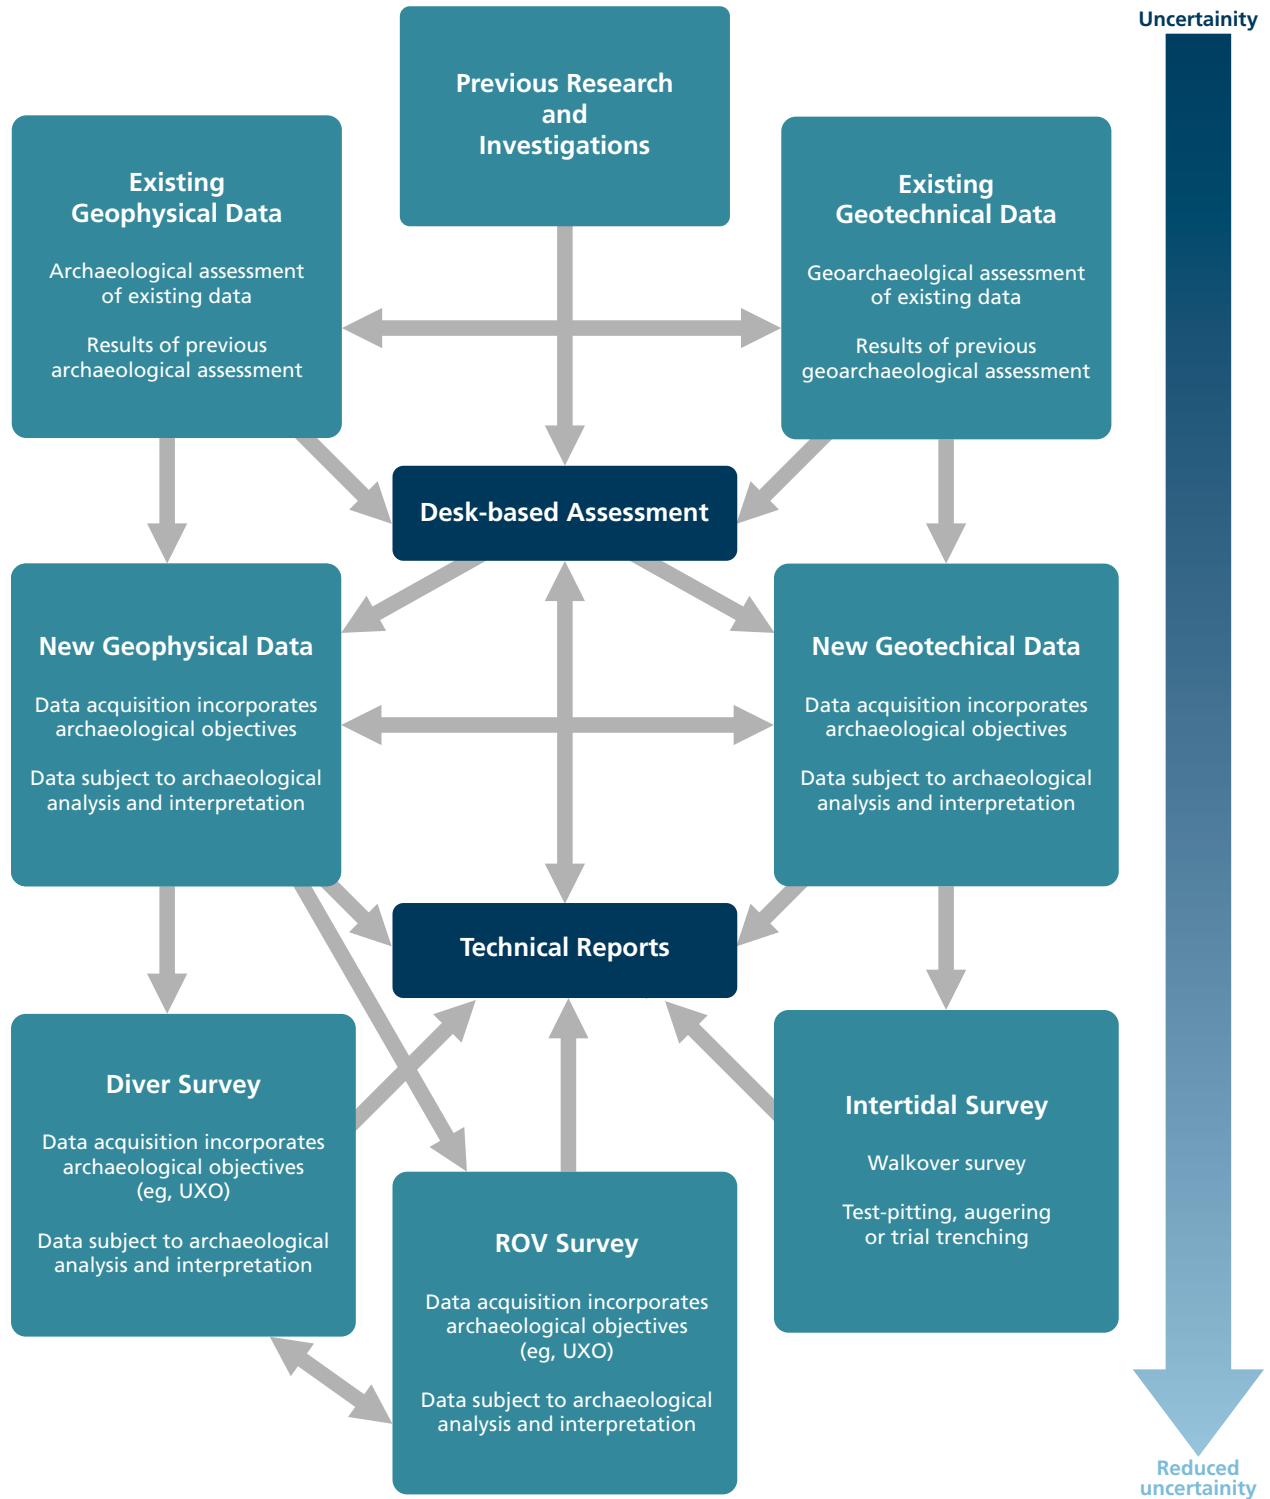 Uncertainity
Previous Research
and
Investigations
Existing
Geophysical Data
Archaeological assessment
of existing data
Results of previous
archaeological assessment
Existing
Geotechnical Data
Geoarchaeolgical assessment
of existing data
Results of previous
geoarchaeological assessment
Desk-based Assessment
New Geophysical Data
Data acquisition incorporates
archaeological objectives
Data subject to archaeological
analysis and interpretation
New Geotechical Data
Data acquisition incorporates
archaeological objectives
Data subject to archaeological
analysis and interpretation
Technical Reports
Diver Survey
Data acquisition incorporates
archaeological objectives
(eg, UXO)
Data subject to archaeological
analysis and interpretation
ROV Survey
Data acquisition incorporates
archaeological objectives
(eg, UXO)
Data subject to archaeological
analysis and interpretation
Intertidal Survey
Walkover survey
Test-pitting, augering
or trial trenching
Reduced
uncertainity